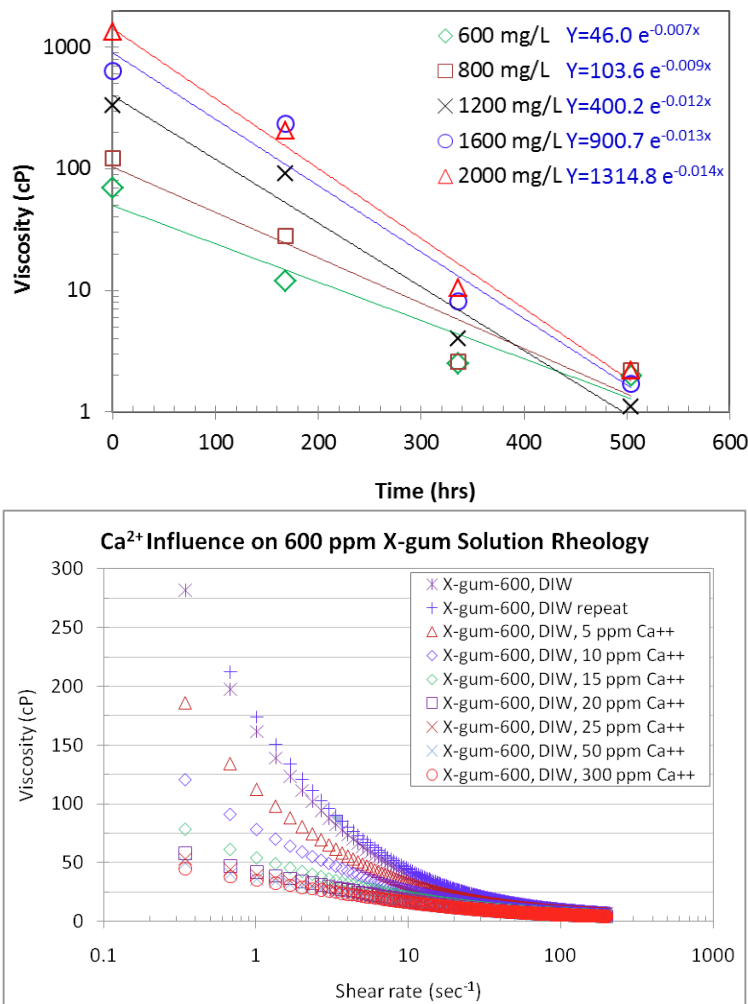 1000
100
10
1
Viscosity (cP)
600 mg/L Y=46.0 e^-0.007x
800 mg/L Y=103.6 e^-0.009x
1200 mg/L Y=400.2 e^-0.012x
1600 mg/L Y=900.7 e^-0.013x
2000 mg/L Y=1314.8 e^-0.014x
0 100 200 300 400 500 600
Time (hrs)
Ca²⁺ Influence on 600 ppm X-gum Solution Rheology
300
250
200
150
100
50
0
Viscosity (cP)
X-gum-600, DIW
X-gum-600, DIW repeat
X-gum-600, DIW, 5 ppm Ca++
X-gum-600, DIW, 10 ppm Ca++
X-gum-600, DIW, 15 ppm Ca++
X-gum-600, DIW, 20 ppm Ca++
X-gum-600, DIW, 25 ppm Ca++
X-gum-600, DIW, 50 ppm Ca++
X-gum-600, DIW, 300 ppm Ca++
0.1 1 10 100 1000
Shear rate (sec⁻¹)